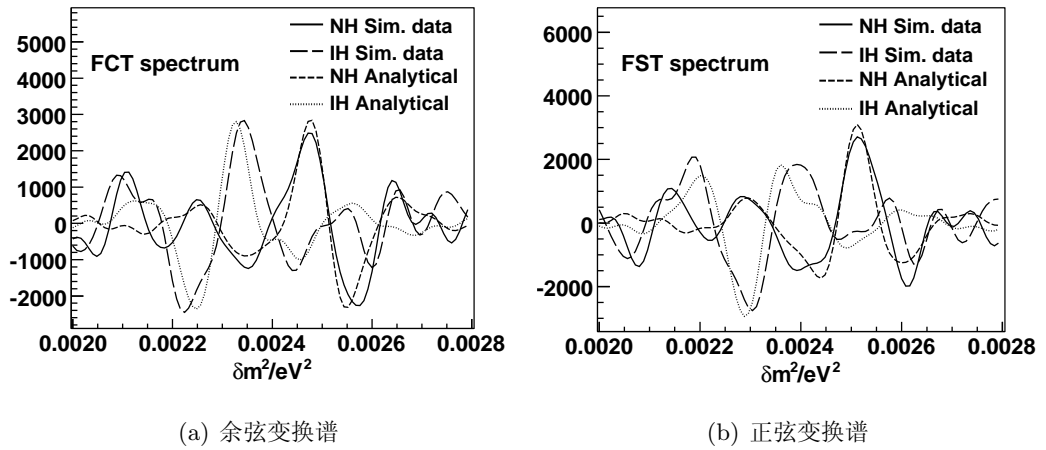 5000
4000
3000
2000
1000
0
-1000
-2000
FCT spectrum
NH Sim. data
IH Sim. data
NH Analytical
IH Analytical
0.0020 0.0022 0.0024 0.0026 0.0028
δm²/eV²
(a) 余弦变换谱
6000
4000
2000
0
-2000
FST spectrum
NH Sim. data
IH Sim. data
NH Analytical
IH Analytical
0.0020 0.0022 0.0024 0.0026 0.0028
δm²/eV²
(b) 正弦变换谱